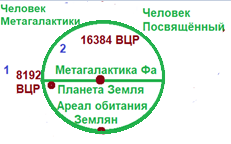 Человек
Метагалактики
Человек
Посвящённый
2
16384 ВЦР
1
8192
ВЦР
Метагалактика Фа
Планета Земля
Ареал обитания
Землян